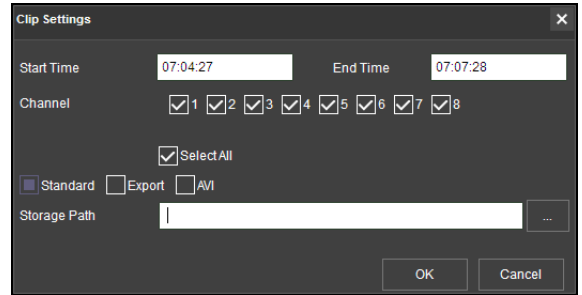 Clip Settings
Start Time 07:04:27 End Time 07:07:28
Channel 1 2 3 4 5 6 7 8
Select All
Standard Export AVI
Storage Path ...
OK Cancel